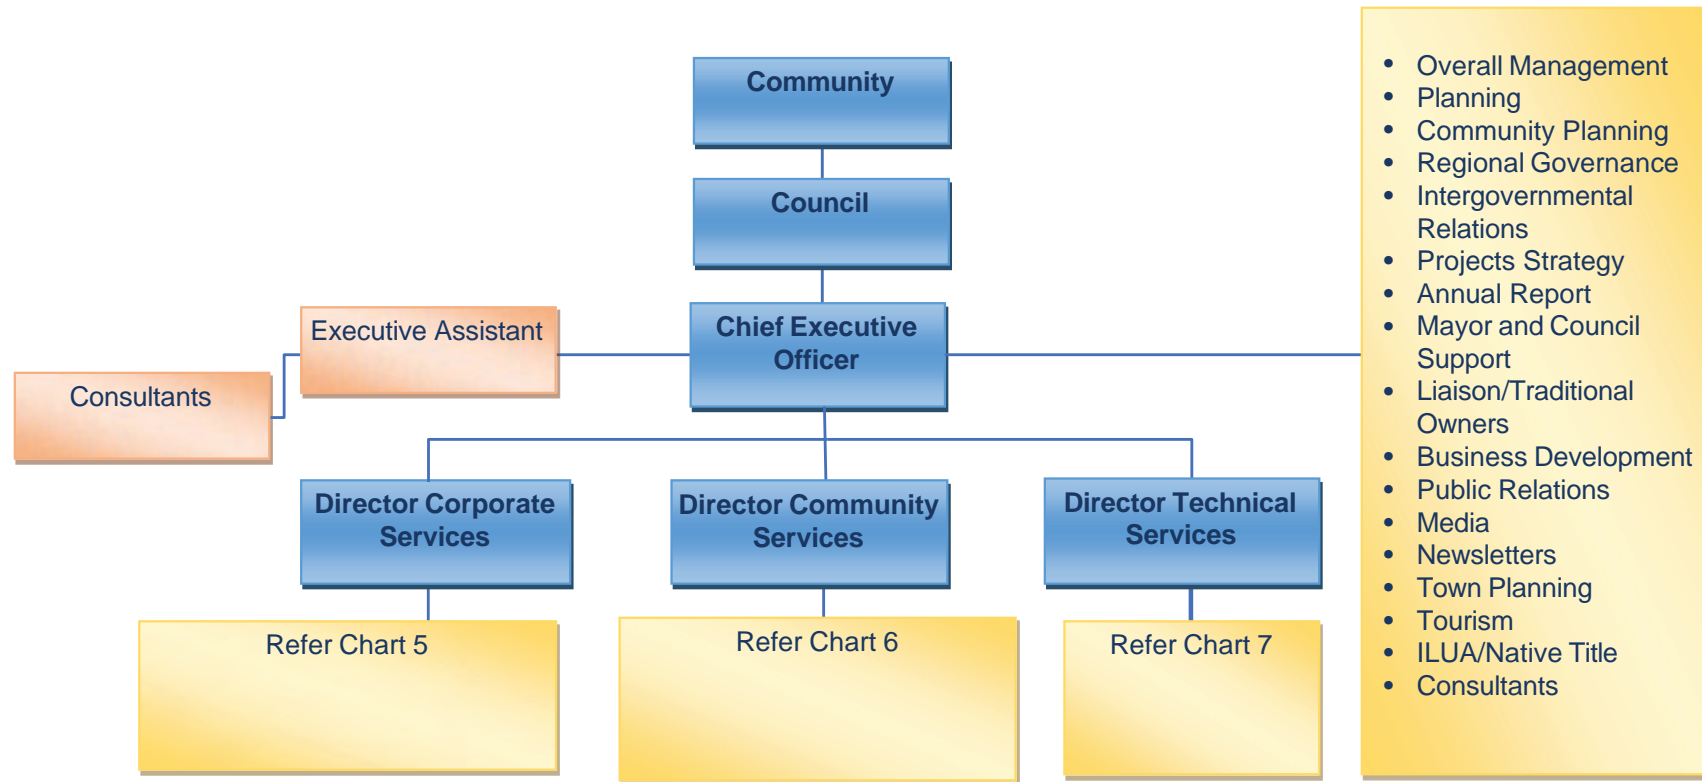 Community
Council
Chief Executive
Officer
Executive Assistant
Consultants
Director Corporate
Services
Director Community
Services
Director Technical
Services
Refer Chart 5
Refer Chart 6
Refer Chart 7
• Overall Management
• Planning
• Community Planning
• Regional Governance
• Intergovernmental
Relations
• Projects Strategy
• Annual Report
• Mayor and Council
Support
• Liaison/Traditional
Owners
• Business Development
• Public Relations
• Media
• Newsletters
• Town Planning
• Tourism
• ILUA/Native Title
• Consultants